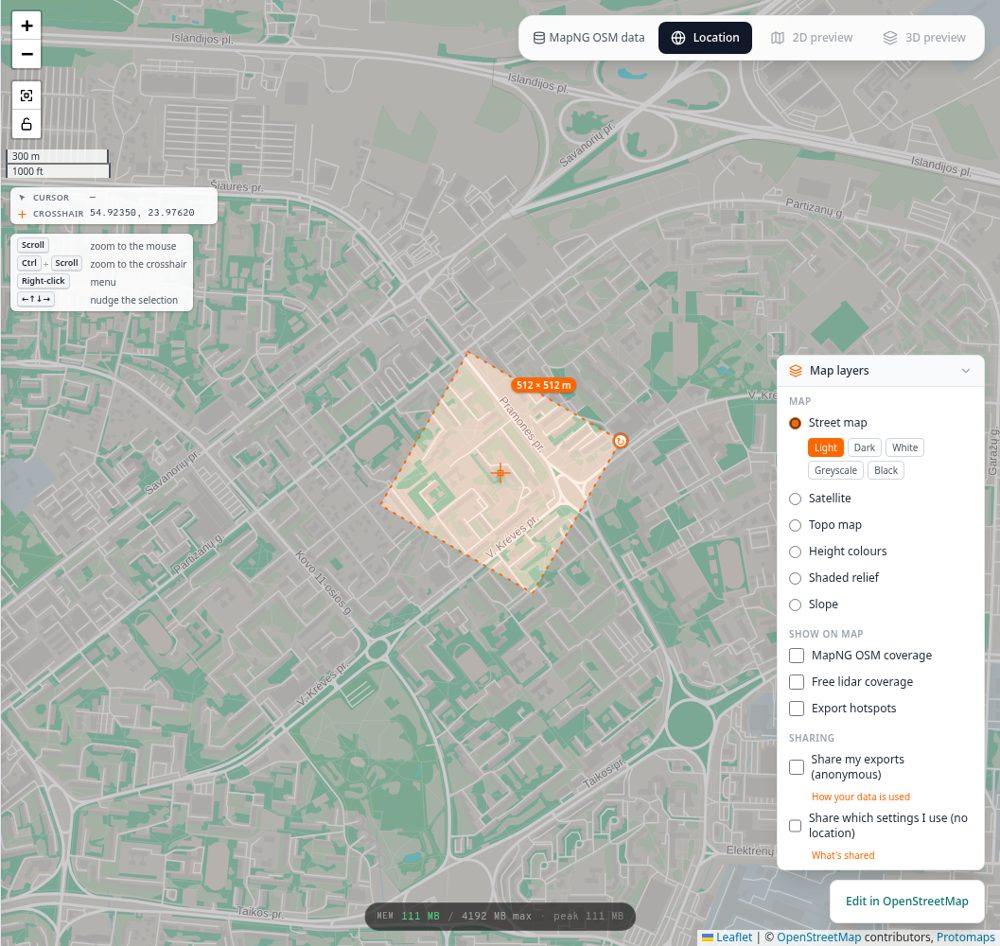 +
−
300 m
1000 ft
CURSOR –
CROSSHAIR 54.92350, 23.97620
Scroll zoom to the mouse
Ctrl + Scroll zoom to the crosshair
Right-click menu
←↑↓→ nudge the selection
MapNG OSM data
Location
2D preview
3D preview
Islandijos pl.
Islandijos pl.
Savanorių pr.
Islandijos pl.
Šiaurės pr.
Partizanų g.
512 × 512 m
Pramonės pr.
V. Krėvės pr.
Savanorių pr.
Partizanų g.
Kovo 11-osios g.
V. Krėvės pr.
V. Krė
Garažų g.
Taikos pr.
Taikos pr.
Elektrėnų
Map layers
MAP
Street map
Light Dark White
Greyscale Black
Satellite
Topo map
Height colours
Shaded relief
Slope
SHOW ON MAP
MapNG OSM coverage
Free lidar coverage
Export hotspots
SHARING
Share my exports
(anonymous)
How your data is used
Share which settings I use (no
location)
What's shared
Edit in OpenStreetMap
MEM 111 MB / 4192 MB max · peak 111 MB
Leaflet | © OpenStreetMap contributors, Protomaps